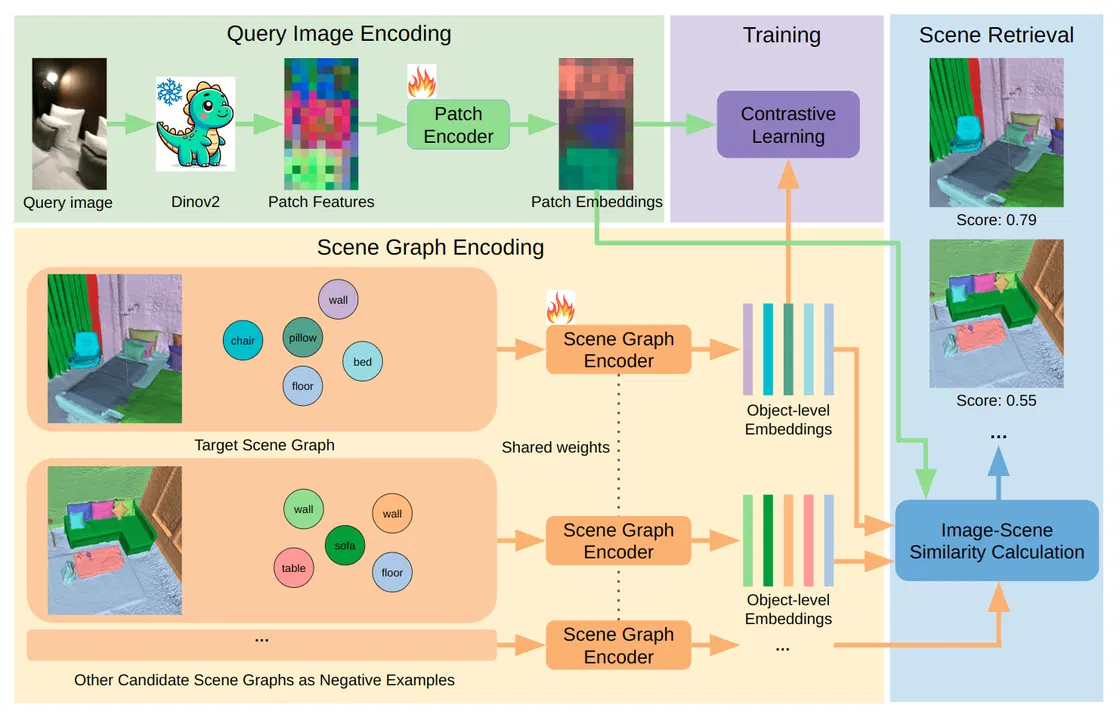 Query Image Encoding
Training
Scene Retrieval
Patch
Encoder
Contrastive
Learning
Query image
Dinov2
Patch Features
Patch Embeddings
Score: 0.79
Scene Graph Encoding
wall
chair
pillow
bed
floor
Scene Graph
Encoder
Object-level
Embeddings
Score: 0.55
...
Target Scene Graph
Shared weights
wall
wall
sofa
table
floor
Scene Graph
Encoder
Object-level
Embeddings
Image-Scene
Similarity Calculation
...
Scene Graph
Encoder
...
Other Candidate Scene Graphs as Negative Examples